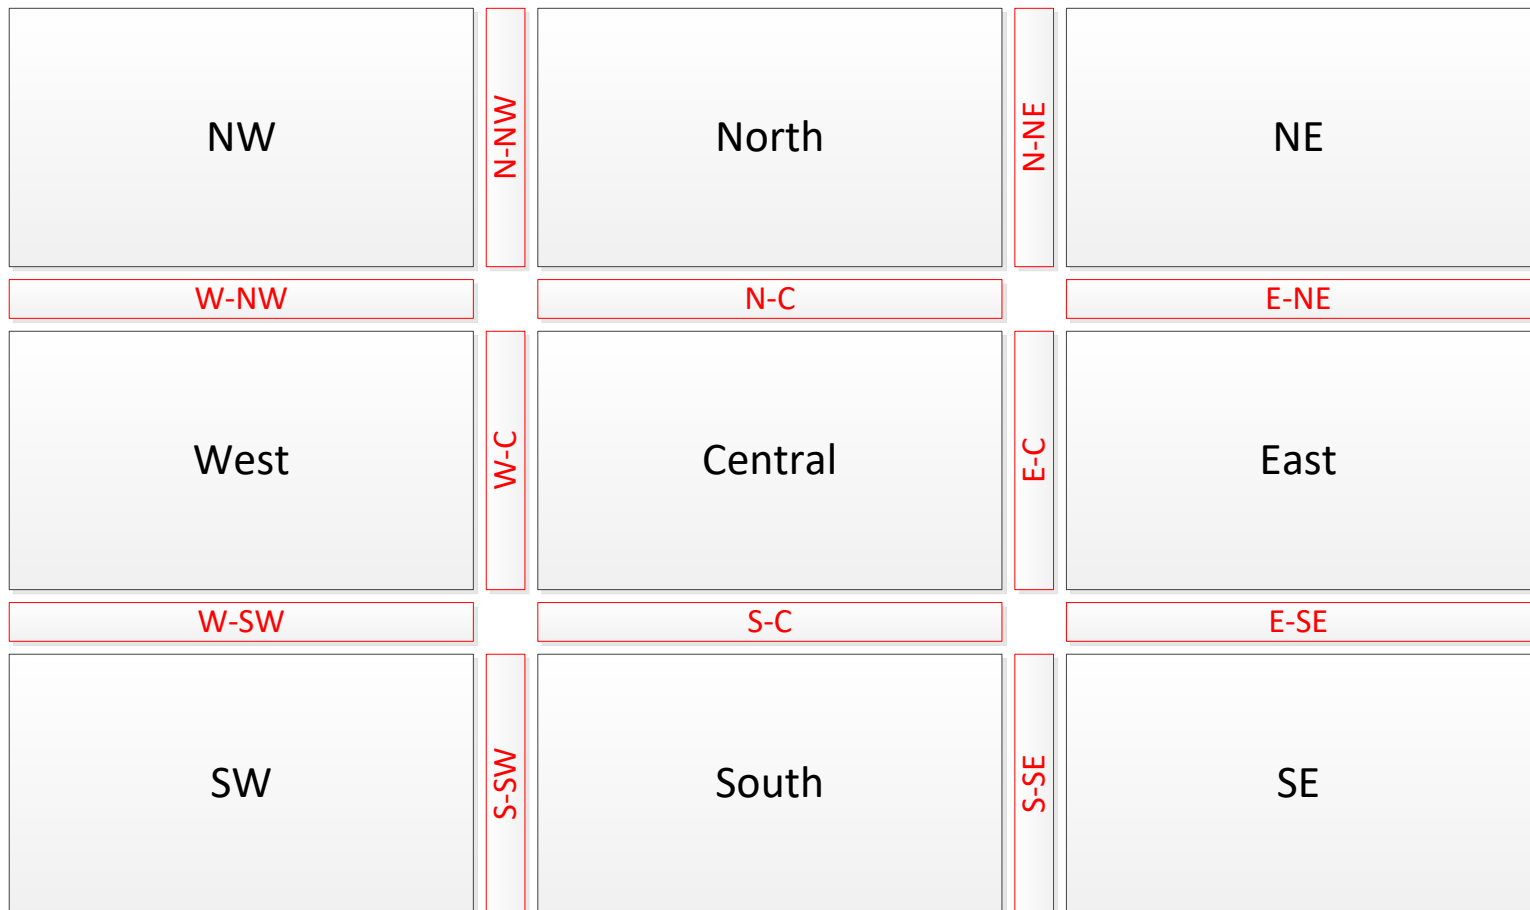 NW
N-NW
North
N-NE
NE
W-NW
N-C
E-NE
West
W-C
Central
E-C
East
W-SW
S-C
E-SE
SW
S-SW
South
S-SE
SE